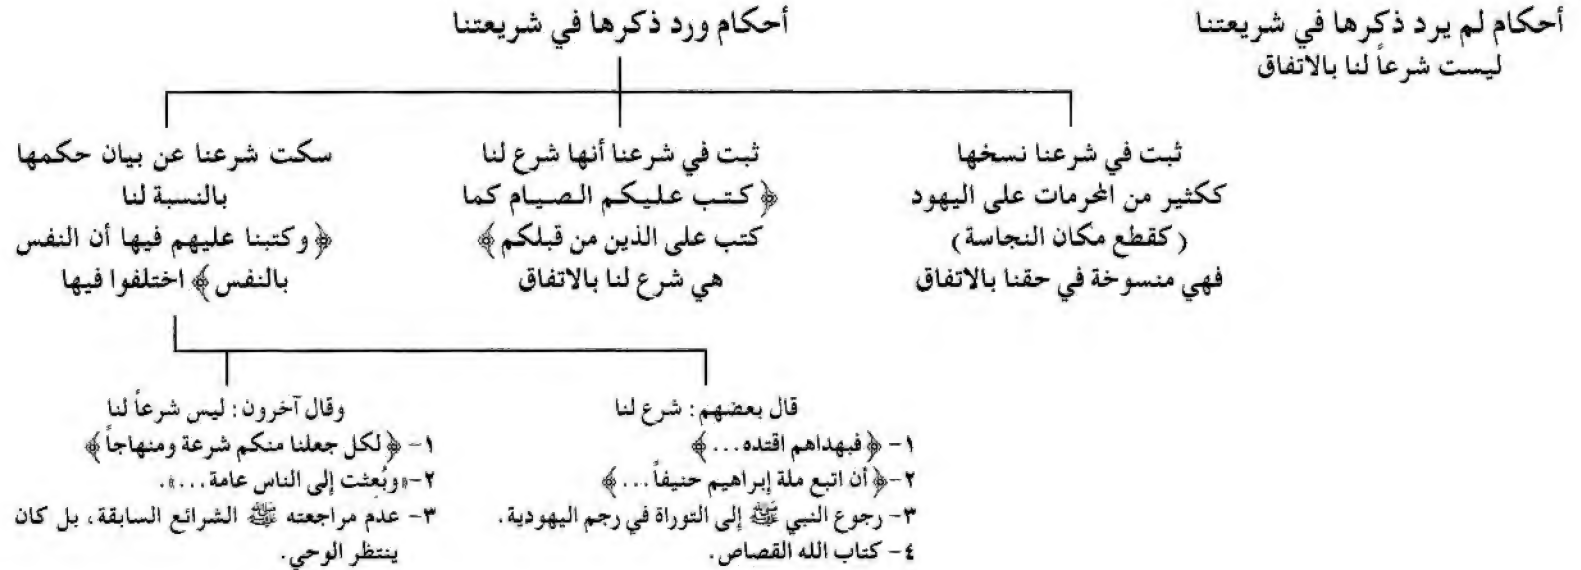 أحكام لم يرد ذكرها في شريعتنا
ليست شرعاً لنا بالاتفاق
أحكام ورد ذكرها في شريعتنا
ثبت في شرعنا نسخها
ككثير من المحرمات على اليهود
(كقطع مكان النجاسة)
فهي منسوخة في حقنا بالاتفاق
ثبت في شرعنا أنها شرع لنا
﴿كتب عليكم الصيام كما
كتب على الذين من قبلكم﴾
هي شرع لنا بالاتفاق
سكت شرعنا عن بيان حكمها
بالنسبة لنا
﴿وكتبنا عليهم فيها أن النفس
بالنفس﴾ اختلفوا فيها
قال بعضهم: شرع لنا
١- ﴿فبهداهم اقتده...﴾
٢-﴿أن اتبع ملة إبراهيم حنيفاً...﴾
٣- رجوع النبي ﷺ إلى التوراة في رجم اليهودية.
٤- كتاب الله القصاص.
وقال آخرون: ليس شرعاً لنا
١- ﴿لكل جعلنا منكم شرعة ومنهاجاً﴾
٢-«وبُعثت إلى الناس عامة...».
٣- عدم مراجعته ﷺ الشرائع السابقة، بل كان
ينتظر الوحي.